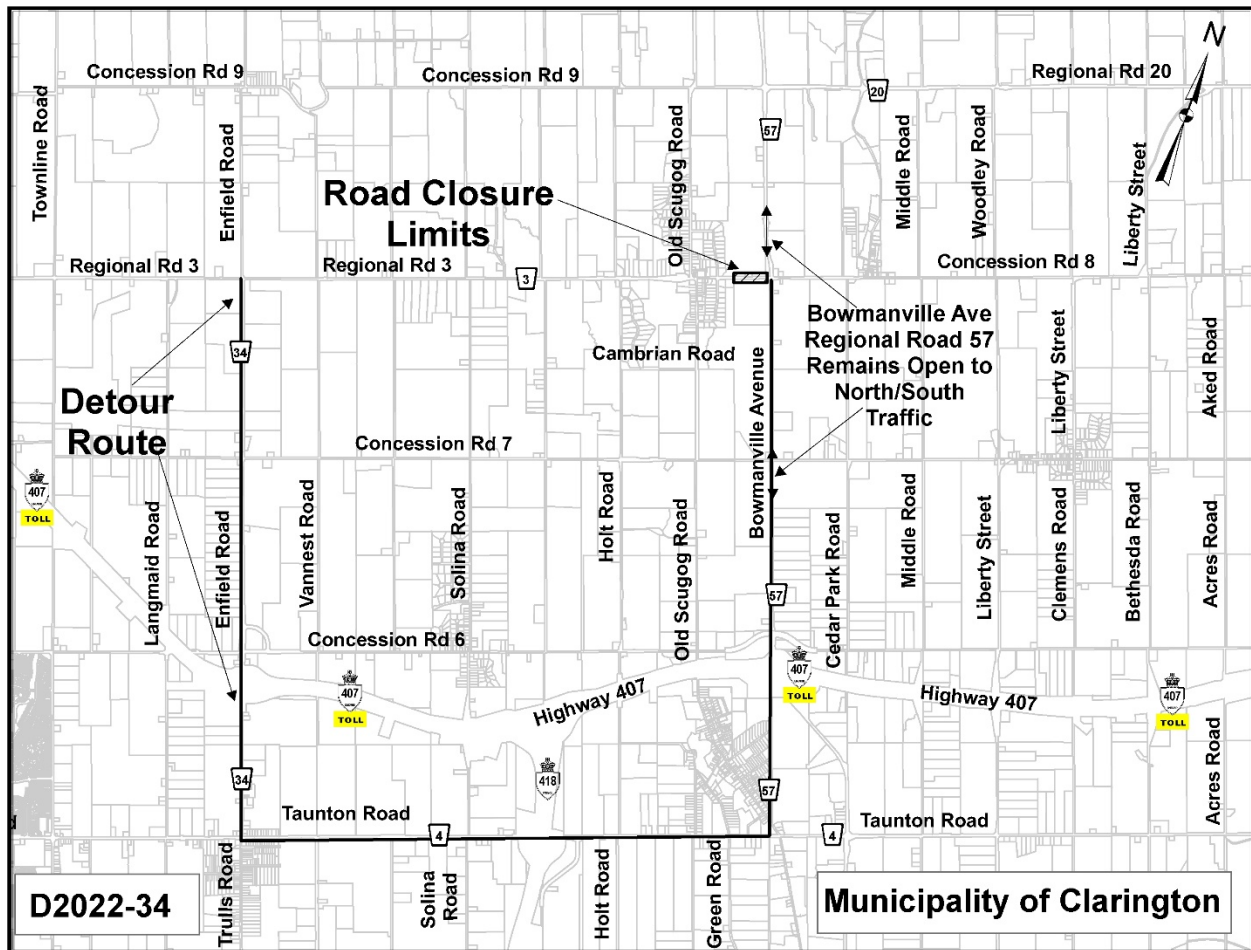 Concession Rd 9
Concession Rd 9
Regional Rd 20
N
20
57
Townline Road
Enfield Road
Old Scugog Road
Middle Road
Woodley Road
Liberty Street
Road Closure
Limits
Regional Rd 3
Regional Rd 3
3
Concession Rd 8
Bowmanville Ave
Regional Road 57
Remains Open to
North/South
Traffic
34
Cambrian Road
Bowmanville Avenue
Liberty Street
Aked Road
Detour
Route
Concession Rd 7
407
TOLL
Langmaid Road
Enfield Road
Vannest Road
Solina Road
Holt Road
Old Scugog Road
57
Cedar Park Road
Middle Road
Liberty Street
Clemens Road
Bethesda Road
Acres Road
Concession Rd 6
407
TOLL
Highway 407
407
TOLL
Highway 407
407
TOLL
418
34
57
Acres Road
Taunton Road
4
4
Taunton Road
Trulls Road
Solina
Road
Holt Road
Green Road
D2022-34
Municipality of Clarington